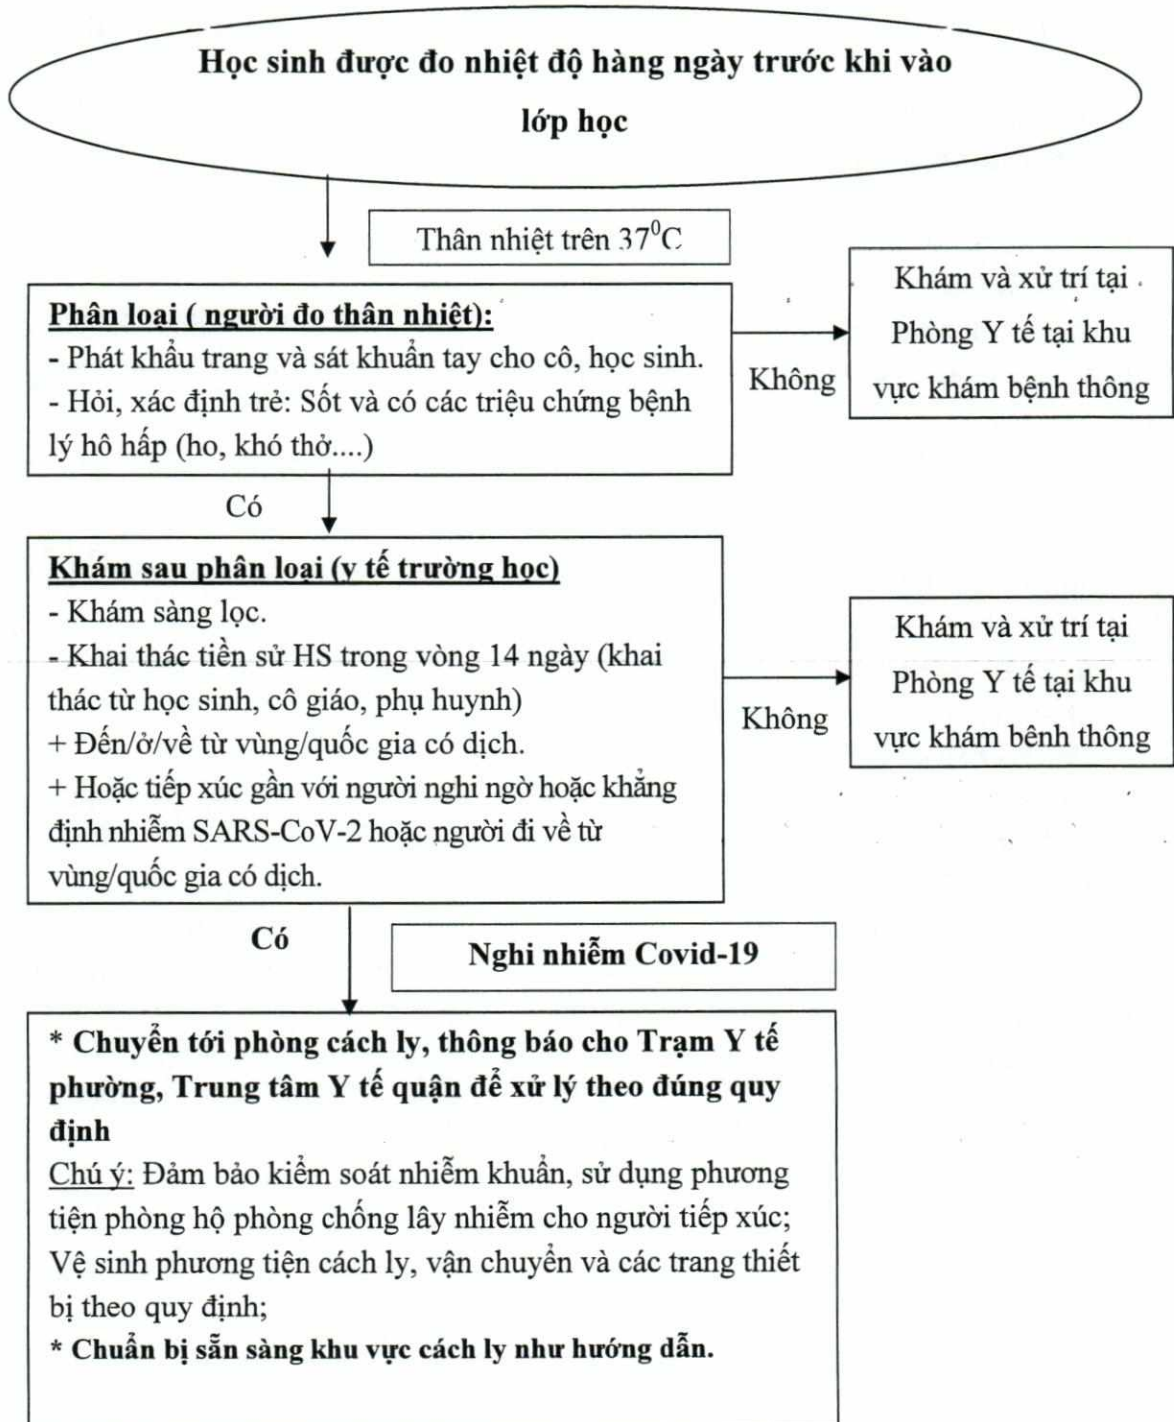 Học sinh được đo nhiệt độ hàng ngày trước khi vào
lớp học
Thân nhiệt trên 37⁰C
Phân loại ( người đo thân nhiệt):
- Phát khẩu trang và sát khuẩn tay cho cô, học sinh.
- Hỏi, xác định trẻ: Sốt và có các triệu chứng bệnh
lý hô hấp (ho, khó thở....)
Không
Khám và xử trí tại
Phòng Y tế tại khu
vực khám bệnh thông
Có
Khám sau phân loại (y tế trường học)
- Khám sàng lọc.
- Khai thác tiền sử HS trong vòng 14 ngày (khai
thác từ học sinh, cô giáo, phụ huynh)
+ Đến/ở/về từ vùng/quốc gia có dịch.
+ Hoặc tiếp xúc gần với người nghi ngờ hoặc khẳng
định nhiễm SARS-CoV-2 hoặc người đi về từ
vùng/quốc gia có dịch.
Không
Khám và xử trí tại
Phòng Y tế tại khu
vực khám bênh thông
Có
Nghi nhiễm Covid-19
* Chuyển tới phòng cách ly, thông báo cho Trạm Y tế
phường, Trung tâm Y tế quận để xử lý theo đúng quy
định
Chú ý: Đảm bảo kiểm soát nhiễm khuẩn, sử dụng phương
tiện phòng hộ phòng chống lây nhiễm cho người tiếp xúc;
Vệ sinh phương tiện cách ly, vận chuyển và các trang thiết
bị theo quy định;
* Chuẩn bị sẵn sàng khu vực cách ly như hướng dẫn.